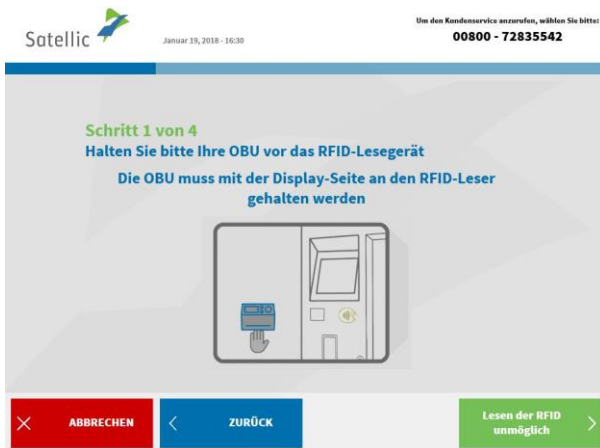 Um den Kundenservice anzurufen, wählen Sie bitte:
Satellic
Januar 19, 2018 - 16:30
00800 - 72835542
Schritt 1 von 4
Halten Sie bitte Ihre OBU vor das RFID-Lesegerät
Die OBU muss mit der Display-Seite an den RFID-Leser
gehalten werden
ABBRECHEN
ZURÜCK
Lesen der RFID
unmöglich